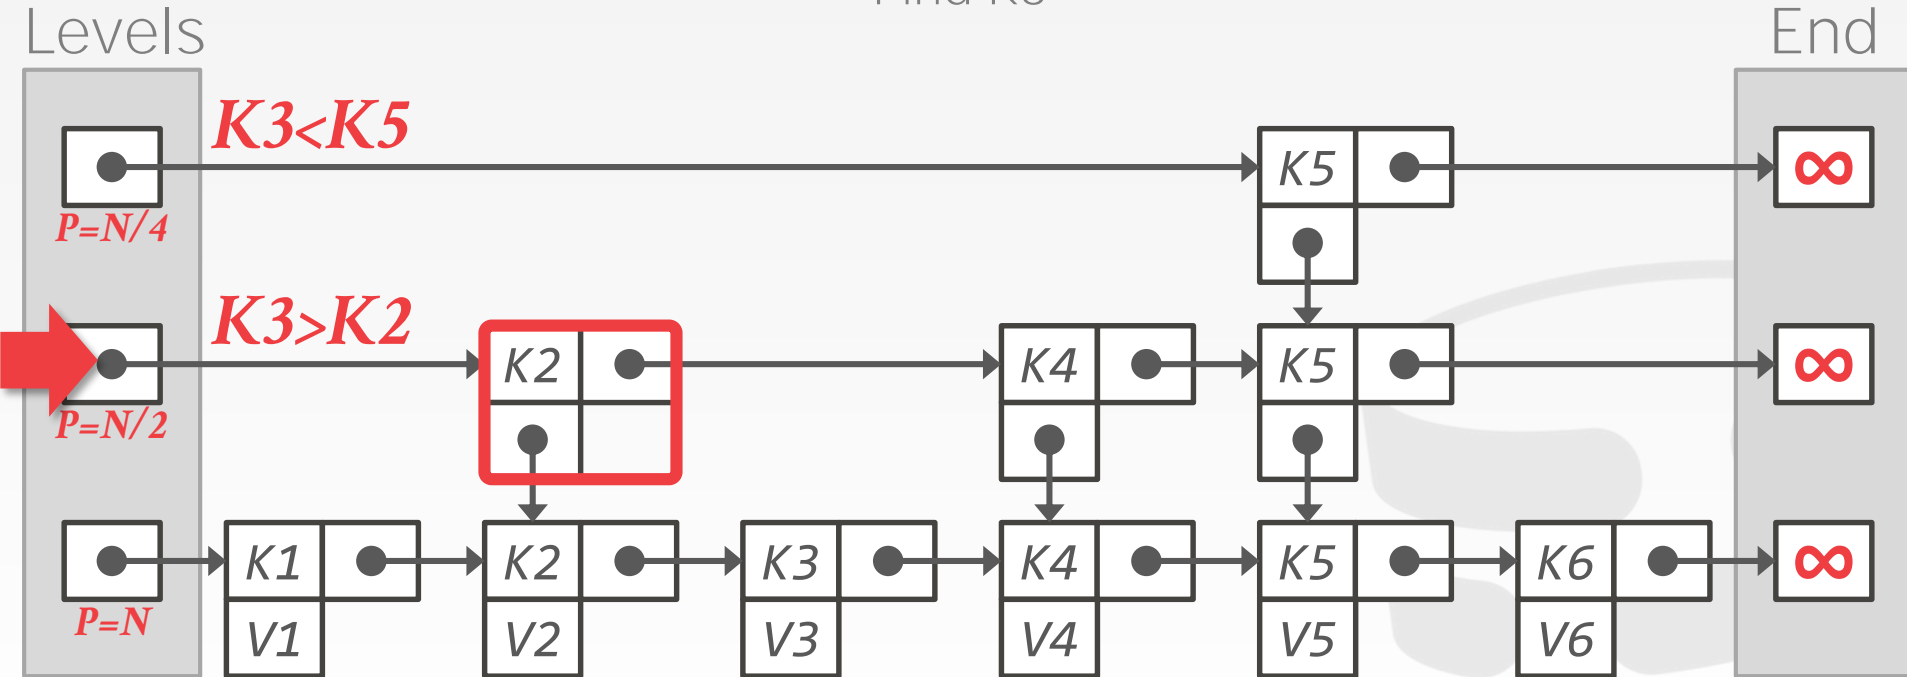 Levels
End
K3<K5
K5
∞
P=N/4
K3>K2
K2
K4
K5
∞
P=N/2
K1
K2
K3
K4
K5
K6
∞
P=N
V1
V2
V3
V4
V5
V6